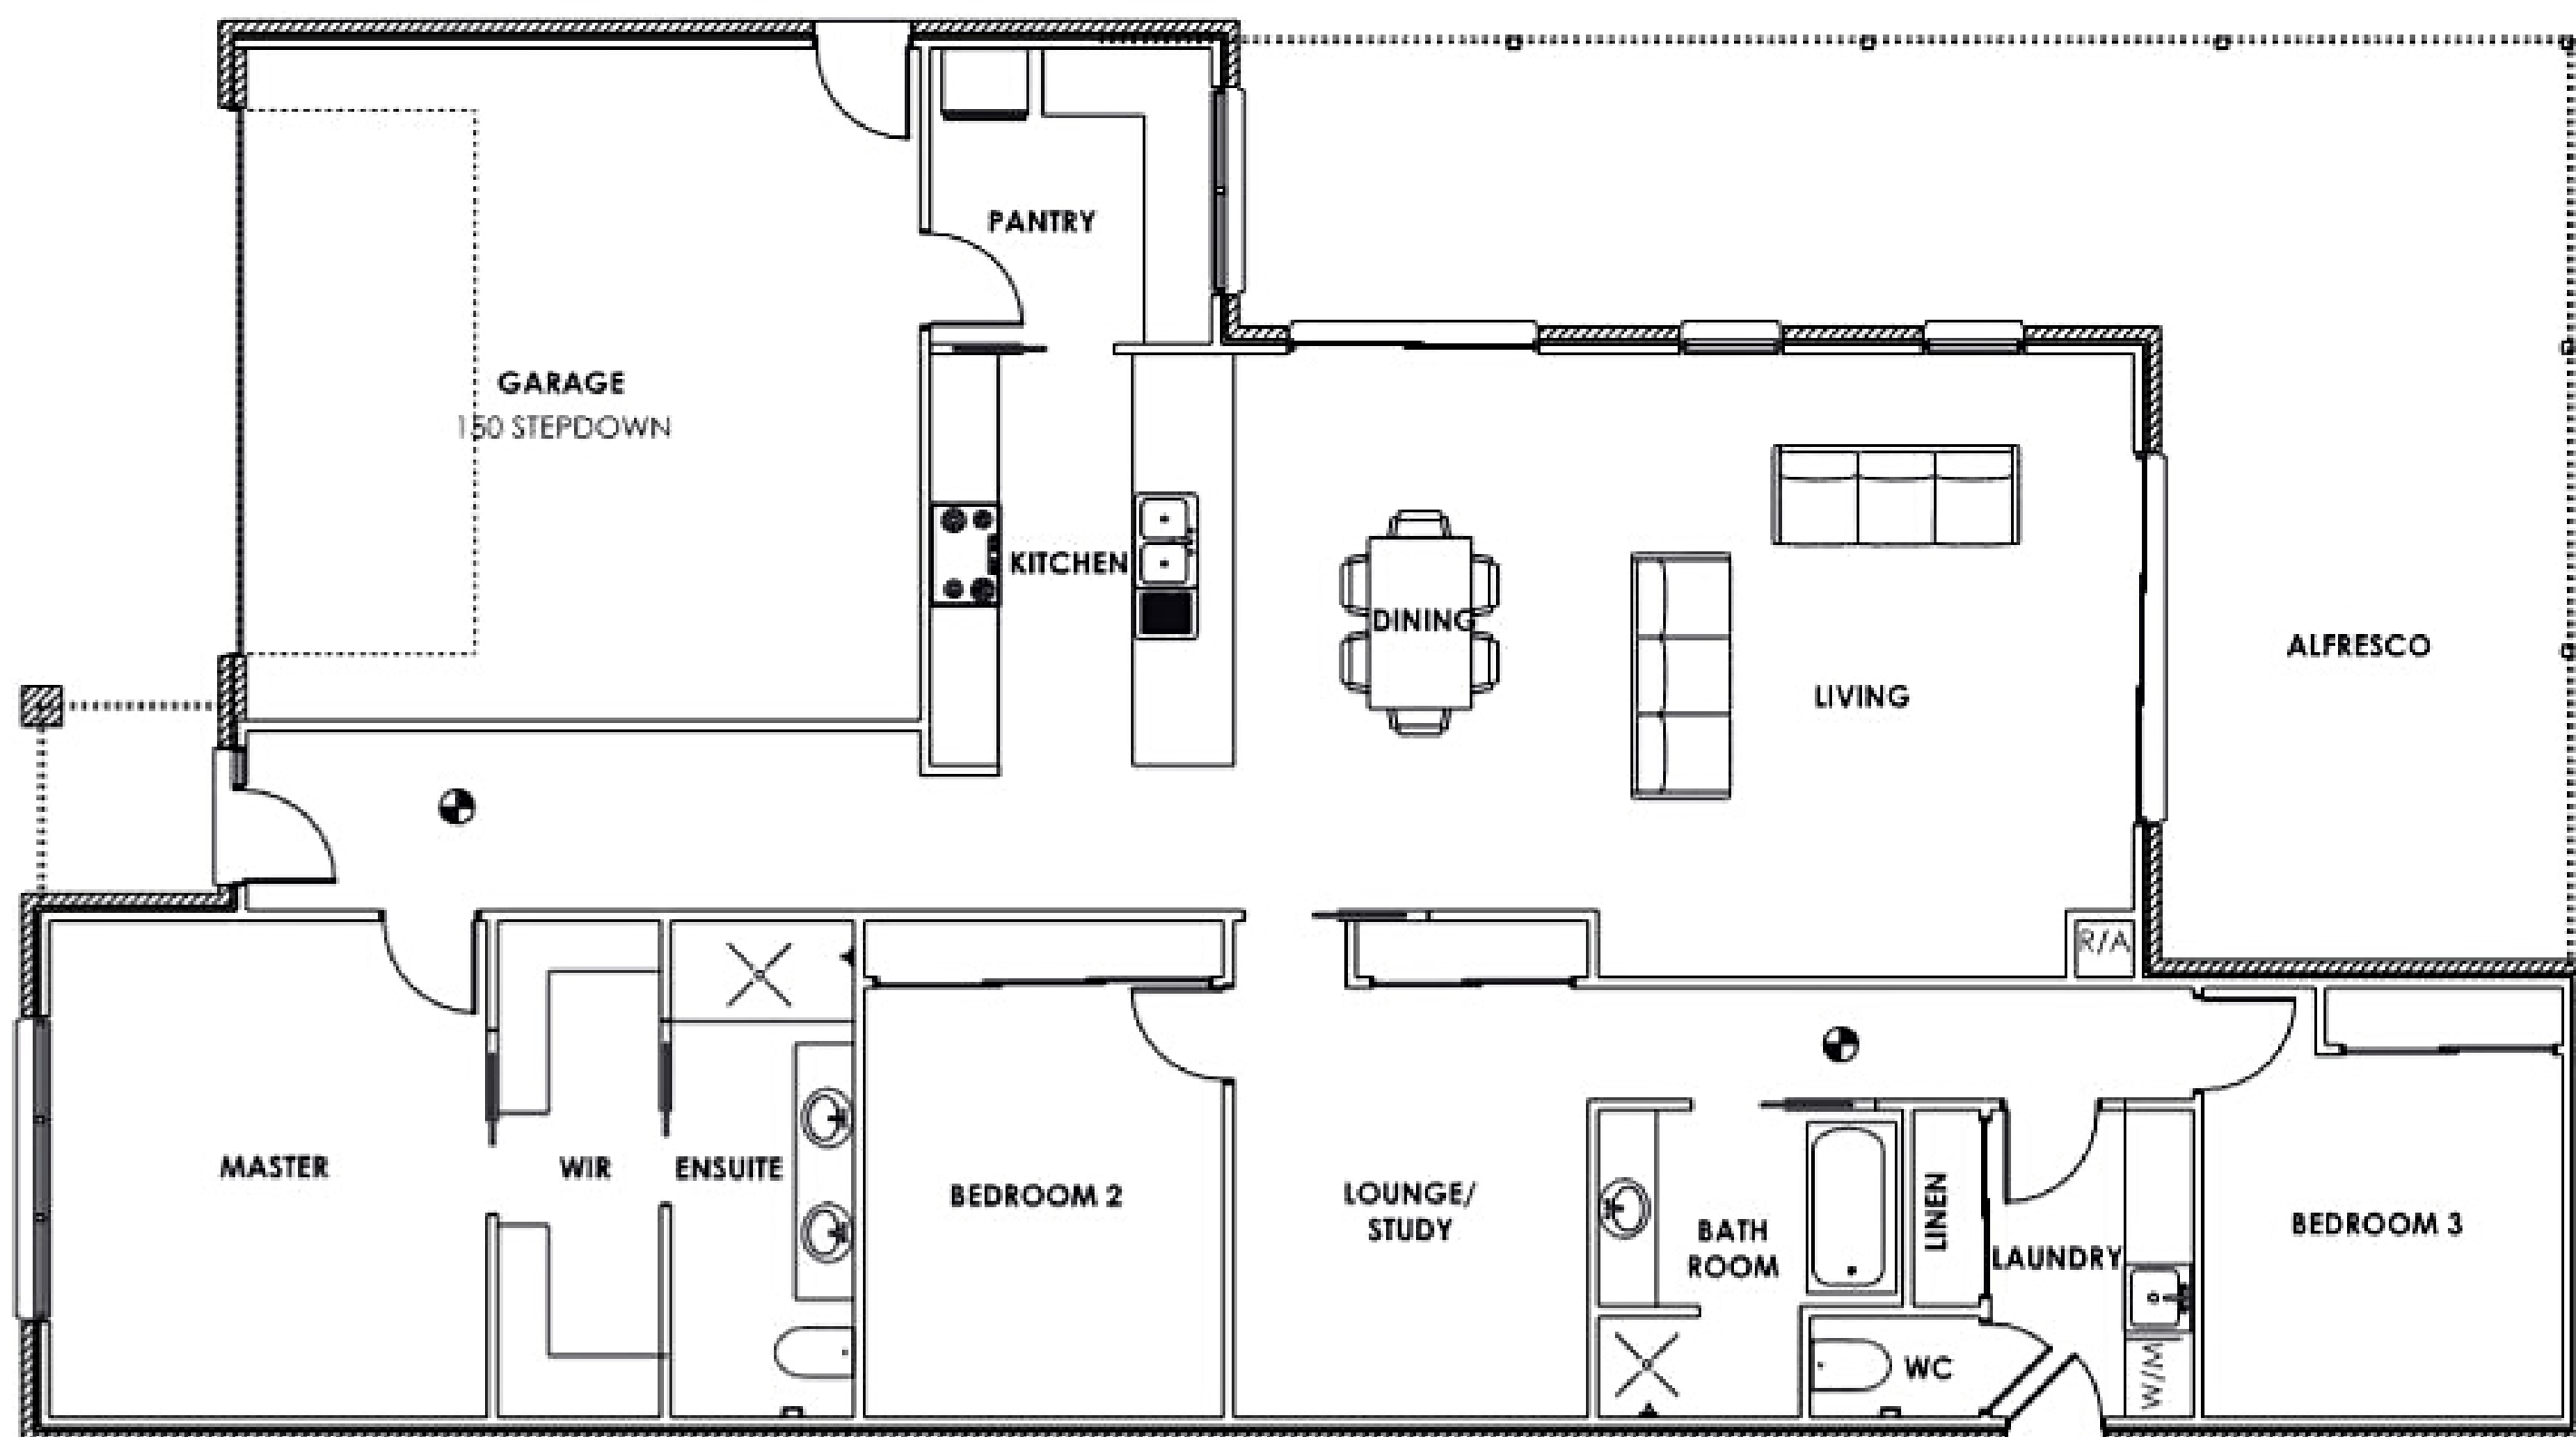 PANTRY
GARAGE
150 STEPDOWN
KITCHEN
DINING
ALFRESCO
LIVING
R/A
MASTER
WIR
ENSUITE
BEDROOM 2
LOUNGE/
STUDY
BATH
ROOM
LINEN
LAUNDRY
BEDROOM 3
WC
W/M